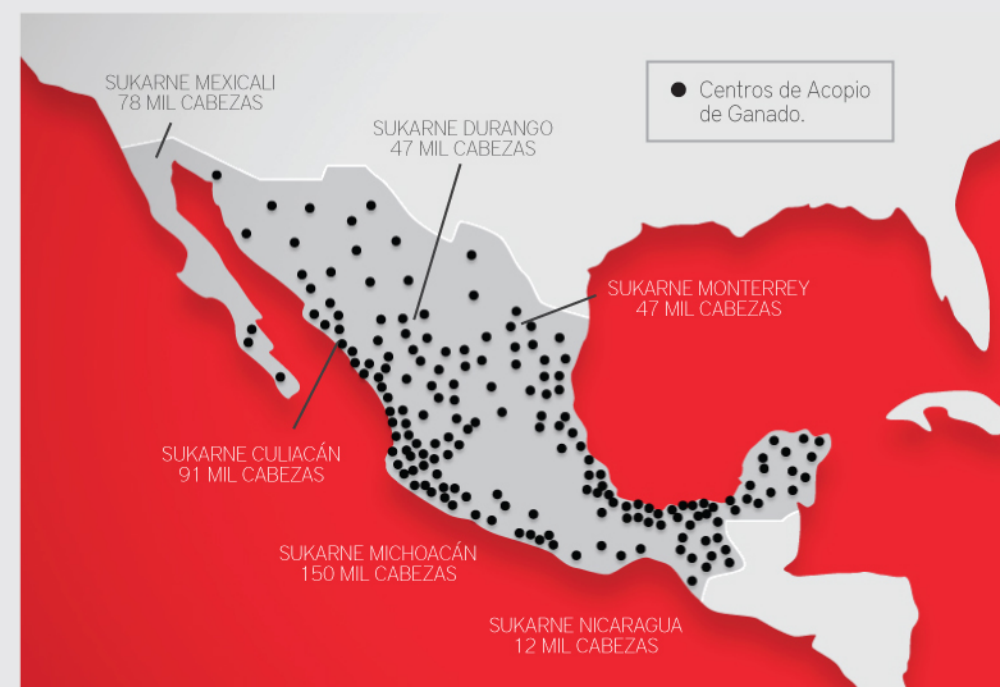 SUKARNE MEXICALI
78 MIL CABEZAS
SUKARNE DURANGO
47 MIL CABEZAS
Centros de Acopio
de Ganado.
SUKARNE MONTERREY
47 MIL CABEZAS
SUKARNE CULIACÁN
91 MIL CABEZAS
SUKARNE MICHOACÁN
150 MIL CABEZAS
SUKARNE NICARAGUA
12 MIL CABEZAS